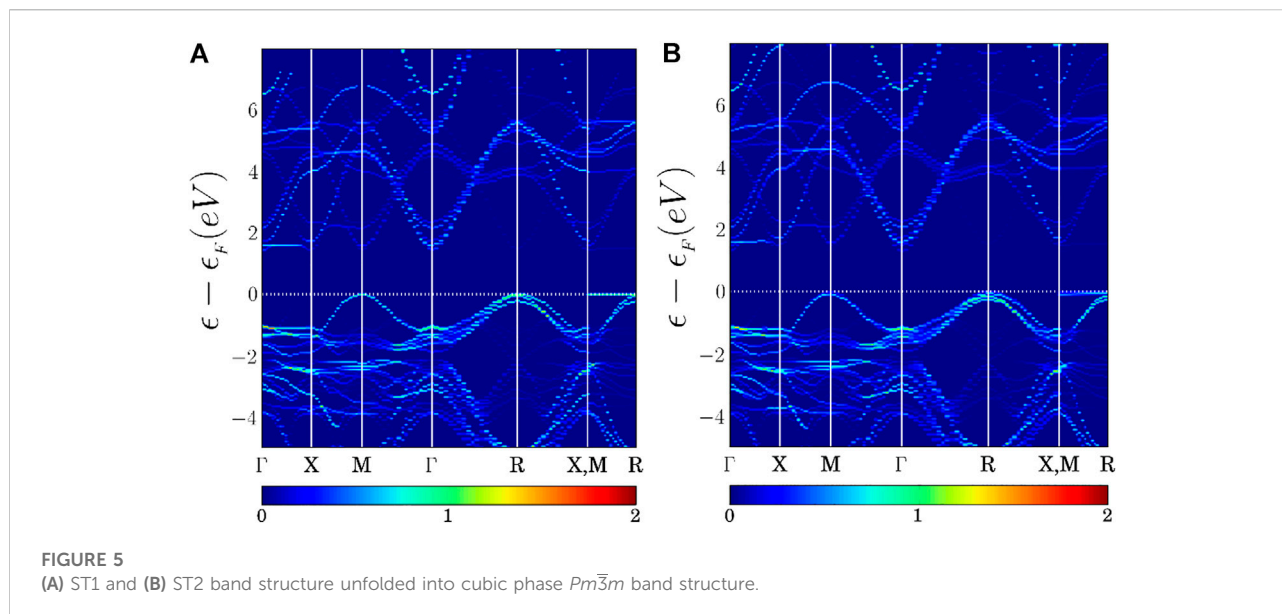 A
B
6
4
2
0
−2
−4
ϵ − ϵF(eV)
Γ X M Γ R X,M R
0 1 2
6
4
2
0
−2
−4
ϵ − ϵF(eV)
Γ X M Γ R X,M R
0 1 2
FIGURE 5
(A) ST1 and (B) ST2 band structure unfolded into cubic phase Pm3̅m band structure.